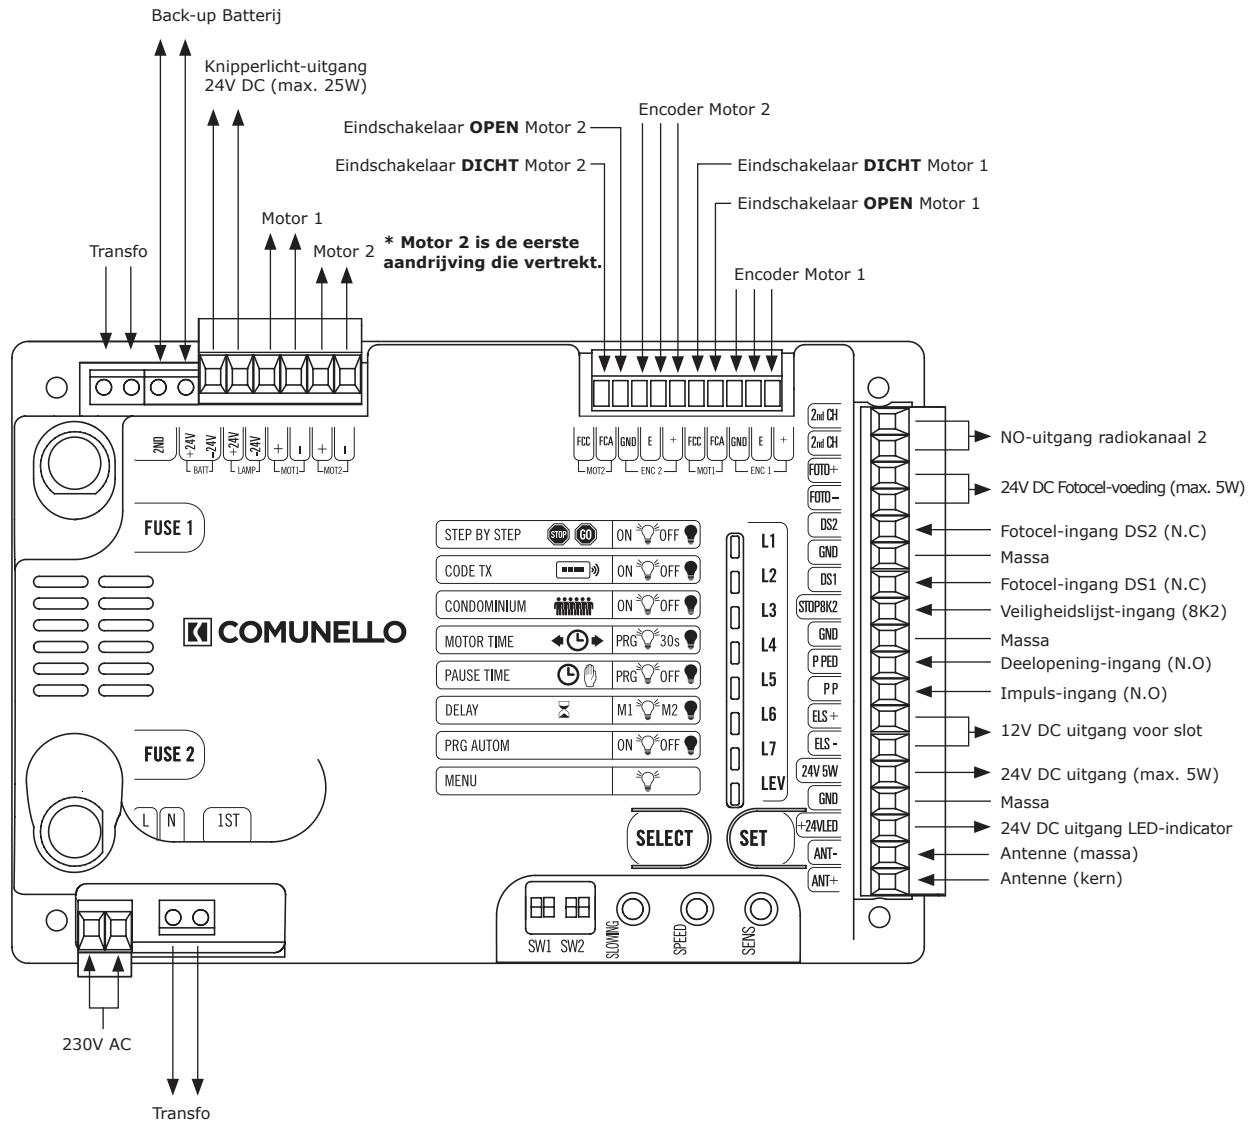 Back-up Batterij
Knipperlicht-uitgang
24V DC (max. 25W)
Encoder Motor 2
Eindschakelaar OPEN Motor 2
Eindschakelaar DICHT Motor 2
Eindschakelaar DICHT Motor 1
Eindschakelaar OPEN Motor 1
Motor 1
Transfo
Motor 2
* Motor 2 is de eerste
aandrijving die vertrekt.
Encoder Motor 1
2ND
+24V
-24V
BATT
+24V
-24V
LAMP
+
-
MOT1
+
-
MOT2
FCC
FCA
GND
E
+
FCC
FCA
GND
E
+
MOT2
ENC 2
MOT1
ENC 1
2nd CH
2nd CH
NO-uitgang radiokanaal 2
FOTO+
FOTO-
24V DC Fotocel-voeding (max. 5W)
DS2
Fotocel-ingang DS2 (N.C)
GND
Massa
DS1
Fotocel-ingang DS1 (N.C)
STOP8K2
Veiligheidslijst-ingang (8K2)
GND
Massa
P PED
Deelopening-ingang (N.O)
P P
Impuls-ingang (N.O)
ELS +
ELS -
12V DC uitgang voor slot
24V 5W
24V DC uitgang (max. 5W)
GND
Massa
+24VLED
24V DC uitgang LED-indicator
ANT-
Antenne (massa)
ANT+
Antenne (kern)
FUSE 1
COMUNELLO
FUSE 2
L
N
1ST
STEP BY STEP STOP GO ON OFF
CODE TX ON OFF
CONDOMINIUM ON OFF
MOTOR TIME PRG 30s
PAUSE TIME PRG OFF
DELAY M1 M2
PRG AUTOM ON OFF
MENU
L1
L2
L3
L4
L5
L6
L7
LEV
SELECT
SET
SW1 SW2
SLOWING
SPEED
SENS
230V AC
Transfo